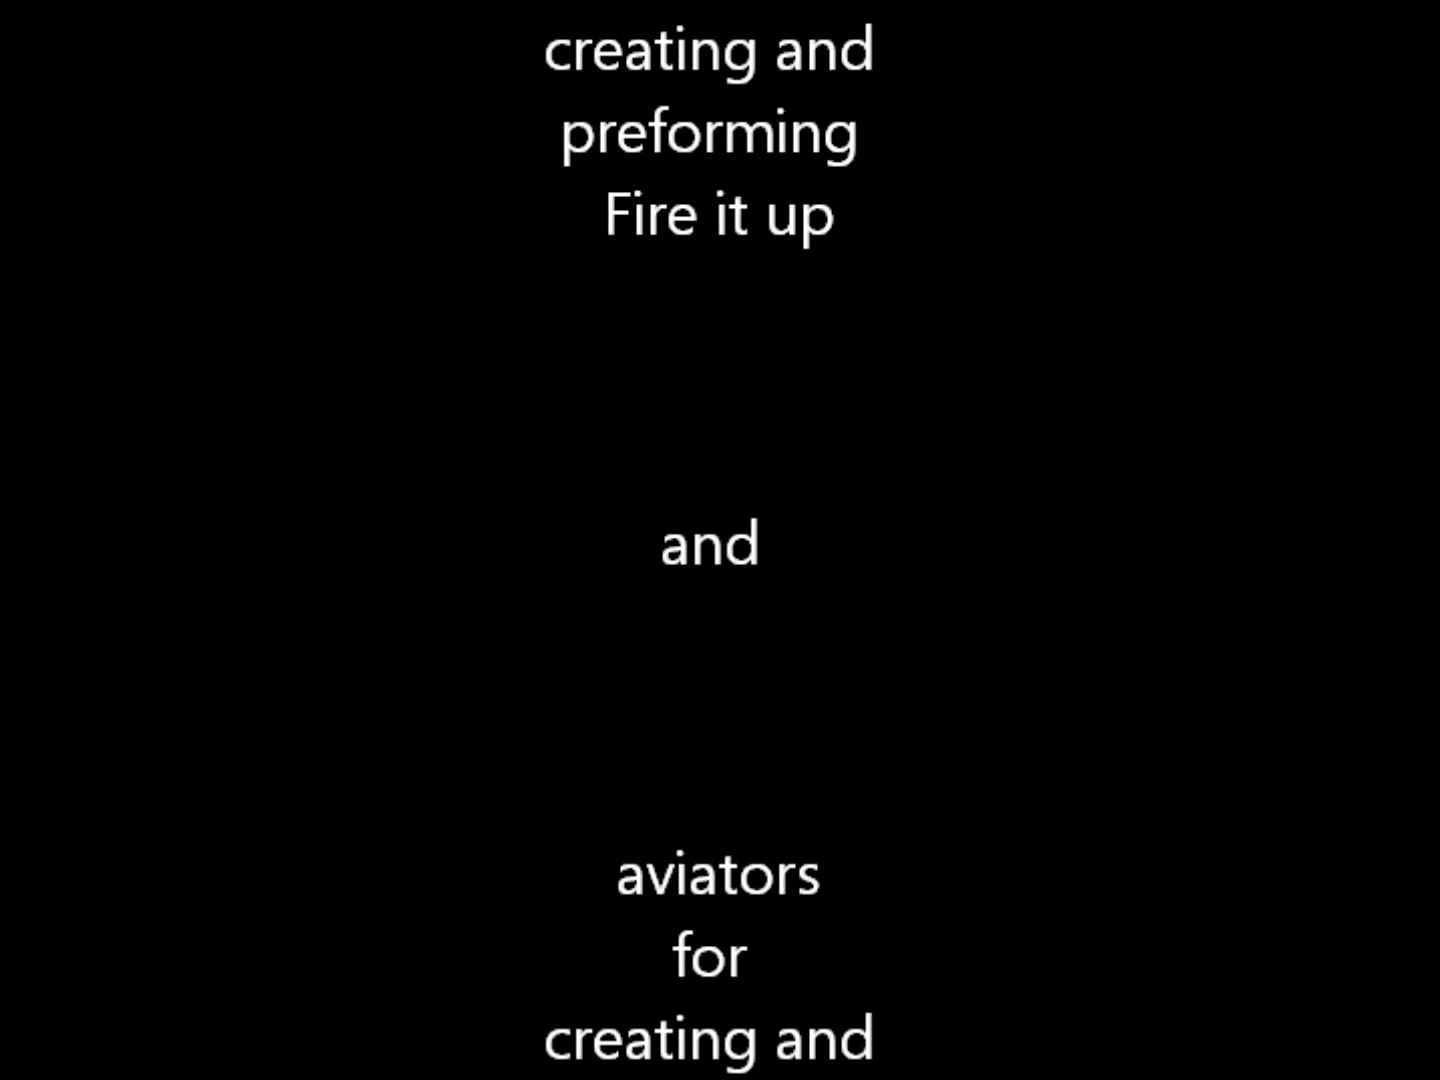 creating and
preforming
Fire it up
and
aviators
for
creating and